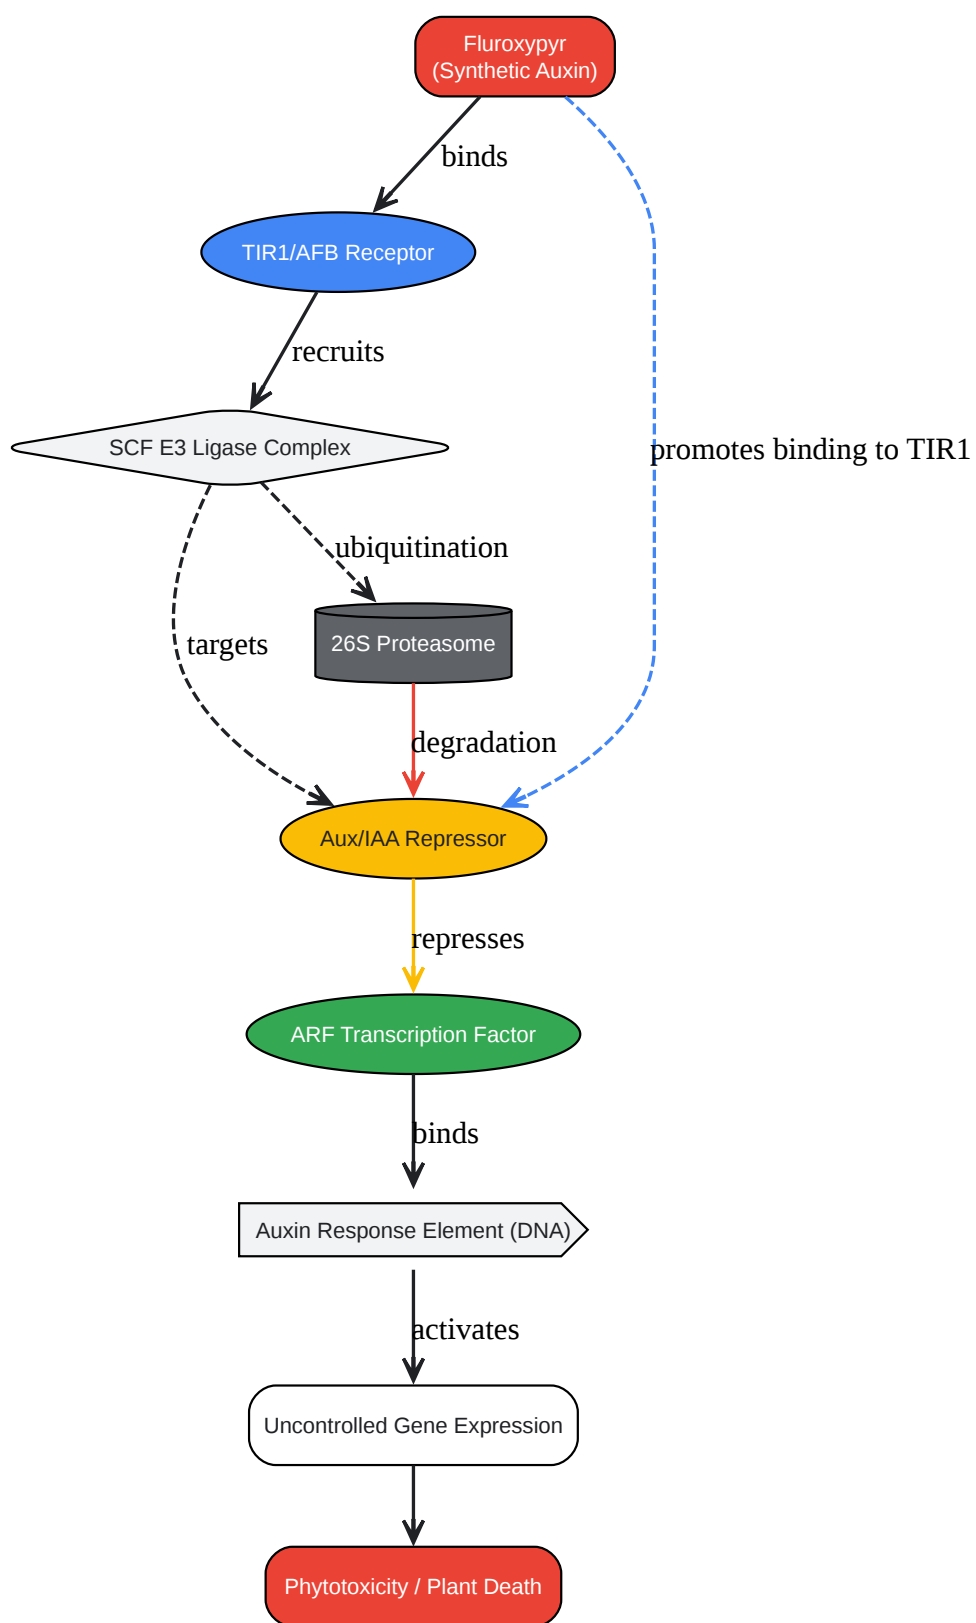 Fluroxypyr
(Synthetic Auxin)
binds
TIR1/AFB Receptor
recruits
SCF E3 Ligase Complex
promotes binding to TIR1
ubiquitination
targets
26S Proteasome
degradation
Aux/IAA Repressor
represses
ARF Transcription Factor
binds
Auxin Response Element (DNA)
activates
Uncontrolled Gene Expression
Phytotoxicity / Plant Death